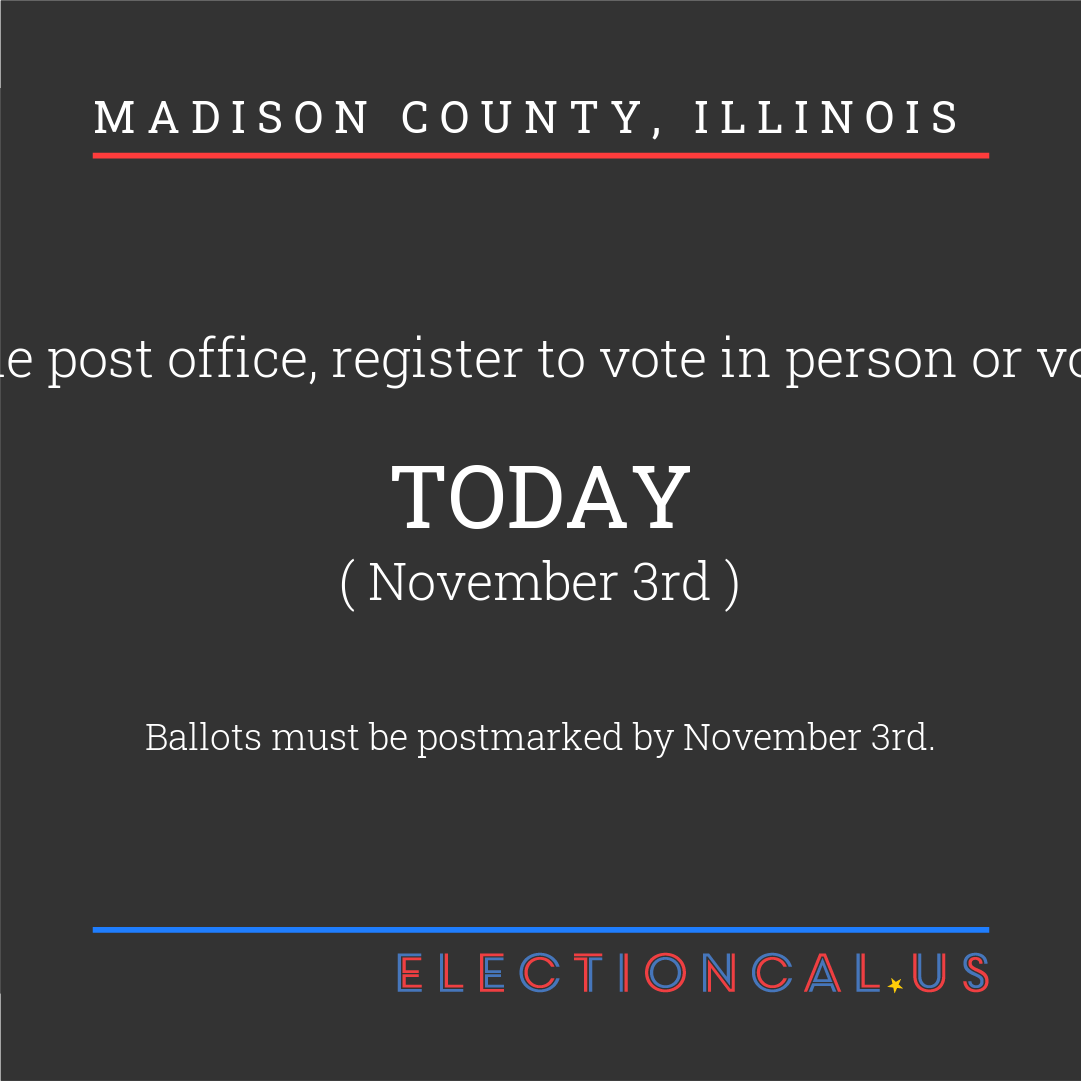 MADISON COUNTY, ILLINOIS
e post office, register to vote in person or vo
TODAY
( November 3rd )
Ballots must be postmarked by November 3rd.
ELECTIONCAL.US